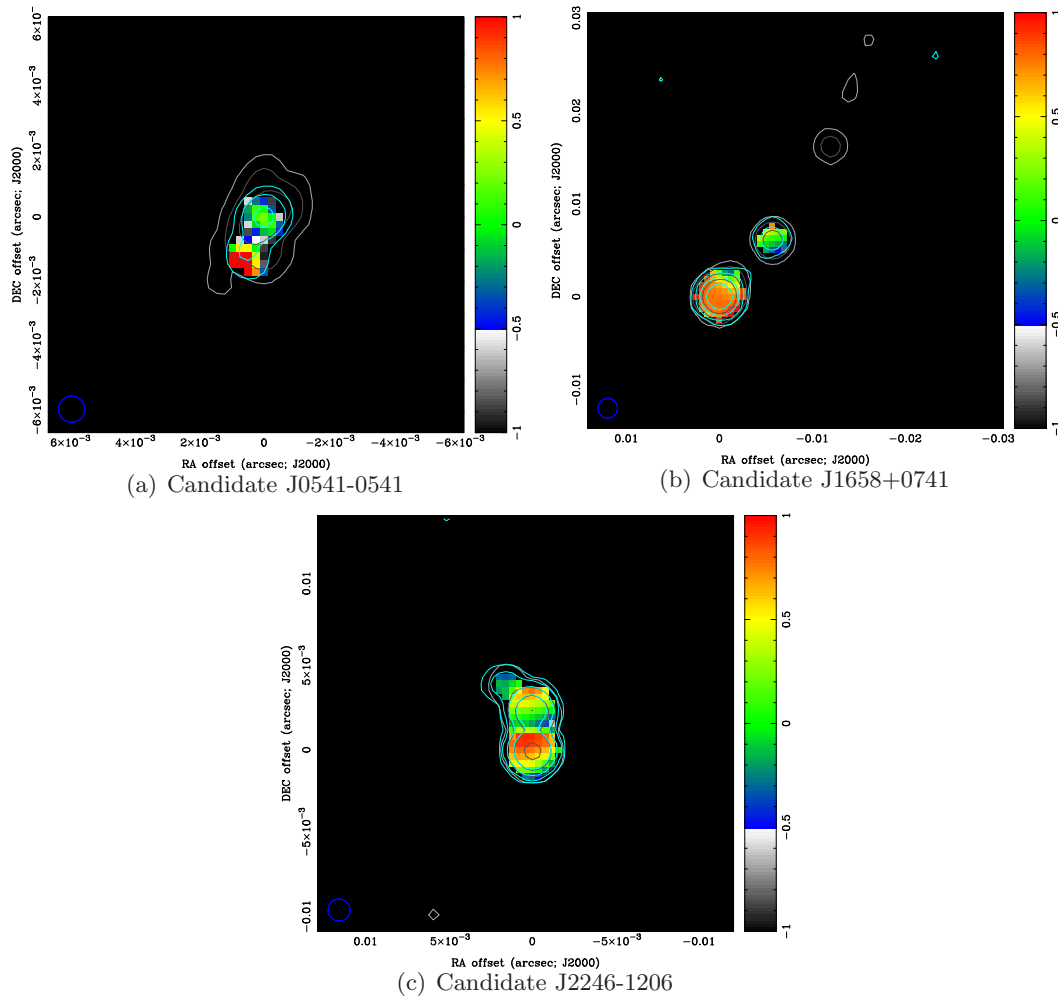 6×10⁻
4×10⁻³
2×10⁻³
0
−2×10⁻³
−4×10⁻³
−6×10⁻³
DEC offset (arcsec; J2000)
6×10⁻³ 4×10⁻³ 2×10⁻³ 0 −2×10⁻³ −4×10⁻³ −6×10⁻³
RA offset (arcsec; J2000)
1
0.5
0
−0.5
−1
(a) Candidate J0541-0541
0.03
0.02
0.01
0
−0.01
DEC offset (arcsec; J2000)
0.01 0 −0.01 −0.02 −0.03
RA offset (arcsec; J2000)
1
0.5
0
−0.5
−1
(b) Candidate J1658+0741
0.01
5×10⁻³
0
−5×10⁻³
−0.01
DEC offset (arcsec; J2000)
0.01 5×10⁻³ 0 −5×10⁻³ −0.01
RA offset (arcsec; J2000)
1
0.5
0
−0.5
−1
(c) Candidate J2246-1206